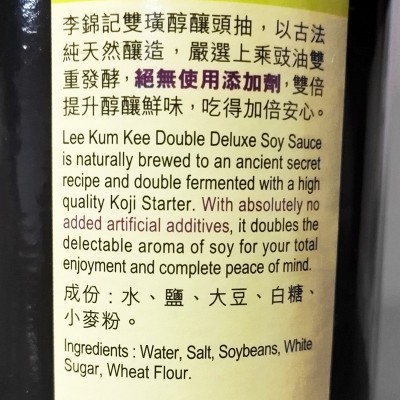 李錦記雙璜醇釀頭抽，以古法
純天然釀造，嚴選上乘豉油雙
重發酵，絕無使用添加劑，雙倍
提升醇釀鮮味，吃得加倍安心。
Lee Kum Kee Double Deluxe Soy Sauce
is naturally brewed to an ancient secret
recipe and double fermented with a high
quality Koji Starter. With absolutely no
added artificial additives, it doubles the
delectable aroma of soy for your total
enjoyment and complete peace of mind.
成份：水、鹽、大豆、白糖、
小麥粉。
Ingredients : Water, Salt, Soybeans, White
Sugar, Wheat Flour.